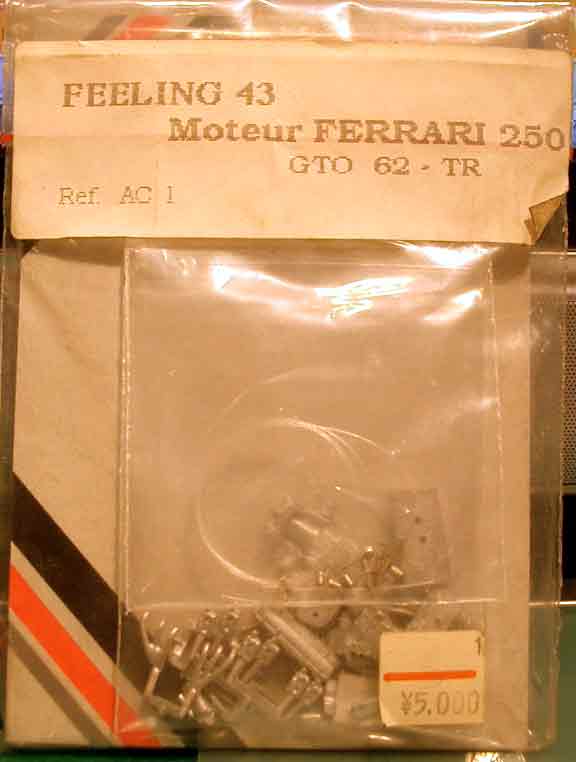 FEELING 43
Moteur FERRARI 250
GTO 62 - TR
Ref. AC 1
1
¥5,000